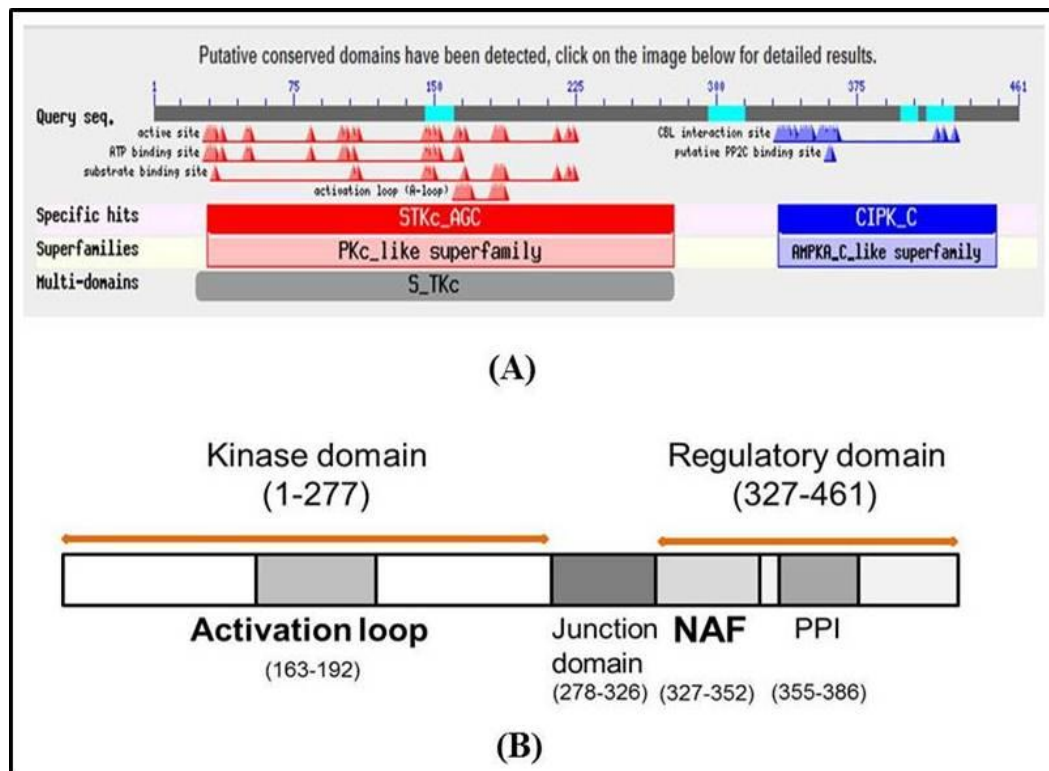 Putative conserved domains have been detected, click on the image below for detailed results.
1 75 150 225 300 375 461
Query seq.
active site
CBL interaction site
ATP binding site
putative PP2C binding site
substrate binding site
activation loop (A-loop)
Specific hits STKc_AGC CIPK_C
Superfamilies PKc_like superfamily AMPKA_C_like superfamily
Multi-domains S_TKc
(A)
Kinase domain
(1-277)
Regulatory domain
(327-461)
Activation loop
(163-192)
Junction
domain
(278-326)
NAF
(327-352)
PPI
(355-386)
(B)